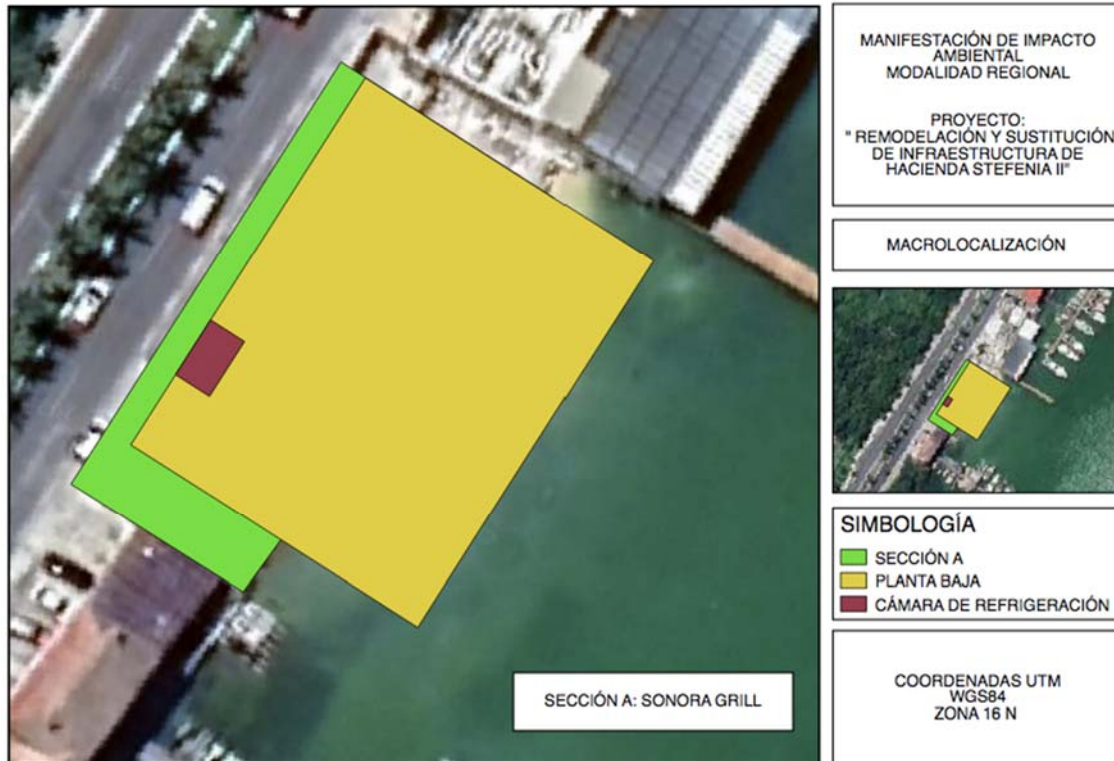 MANIFESTACIÓN DE IMPACTO
AMBIENTAL
MODALIDAD REGIONAL
PROYECTO:
" REMODELACIÓN Y SUSTITUCIÓN
DE INFRAESTRUCTURA DE
HACIENDA STEFENIA II"
MACROLOCALIZACIÓN
SIMBOLOGÍA
SECCIÓN A
PLANTA BAJA
CÁMARA DE REFRIGERACIÓN
COORDENADAS UTM
WGS84
ZONA 16 N
SECCIÓN A: SONORA GRILL